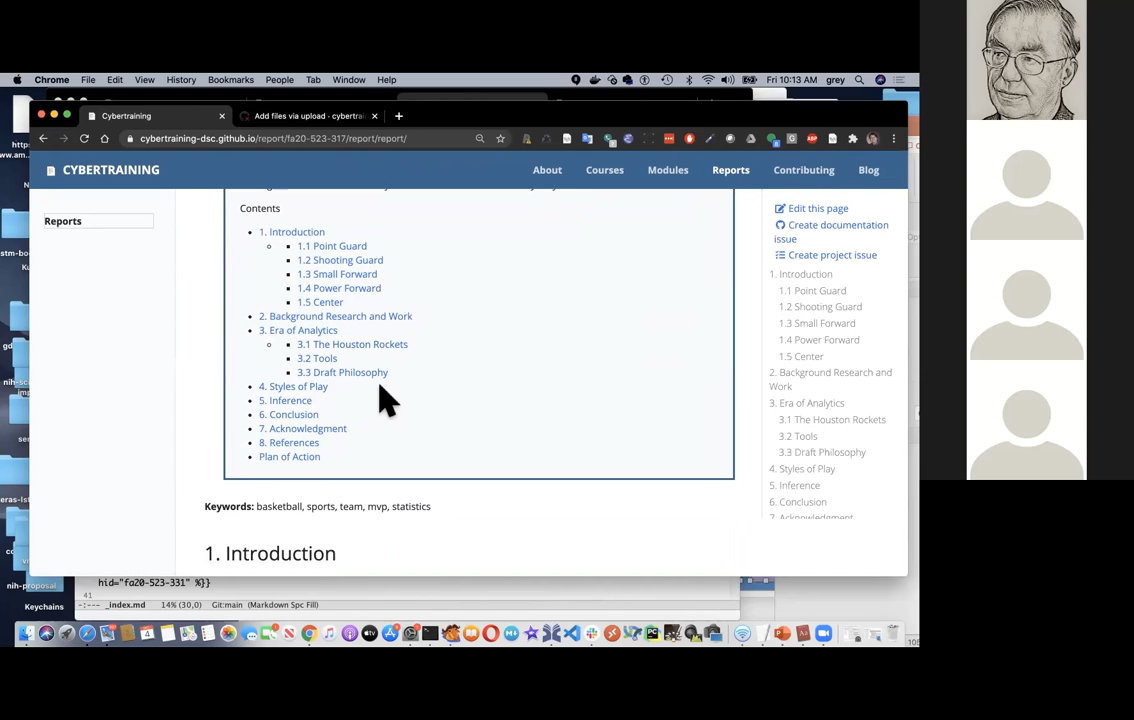 Chrome File Edit View History Bookmarks People Tab Window Help
Fri 10:13 AM grey
Cybertraining
Add files via upload · cybertrai
cybertraining-dsc.github.io/report/fa20-523-317/report/report/
CYBERTRAINING
About Courses Modules Reports Contributing Blog
Reports
Contents
1. Introduction
1.1 Point Guard
1.2 Shooting Guard
1.3 Small Forward
1.4 Power Forward
1.5 Center
2. Background Research and Work
3. Era of Analytics
3.1 The Houston Rockets
3.2 Tools
3.3 Draft Philosophy
4. Styles of Play
5. Inference
6. Conclusion
7. Acknowledgment
8. References
Plan of Action
Keywords: basketball, sports, team, mvp, statistics
1. Introduction
Edit this page
Create documentation
issue
Create project issue
1. Introduction
1.1 Point Guard
1.2 Shooting Guard
1.3 Small Forward
1.4 Power Forward
1.5 Center
2. Background Research and
Work
3. Era of Analytics
3.1 The Houston Rockets
3.2 Tools
3.3 Draft Philosophy
4. Styles of Play
5. Inference
6. Conclusion
7. Acknowledgment
hid="fa20-523-331" %}}
41
-:--- _index.md 14% (30,0) Git:main (Markdown Spc Fill)
nih-proposal
Keychains